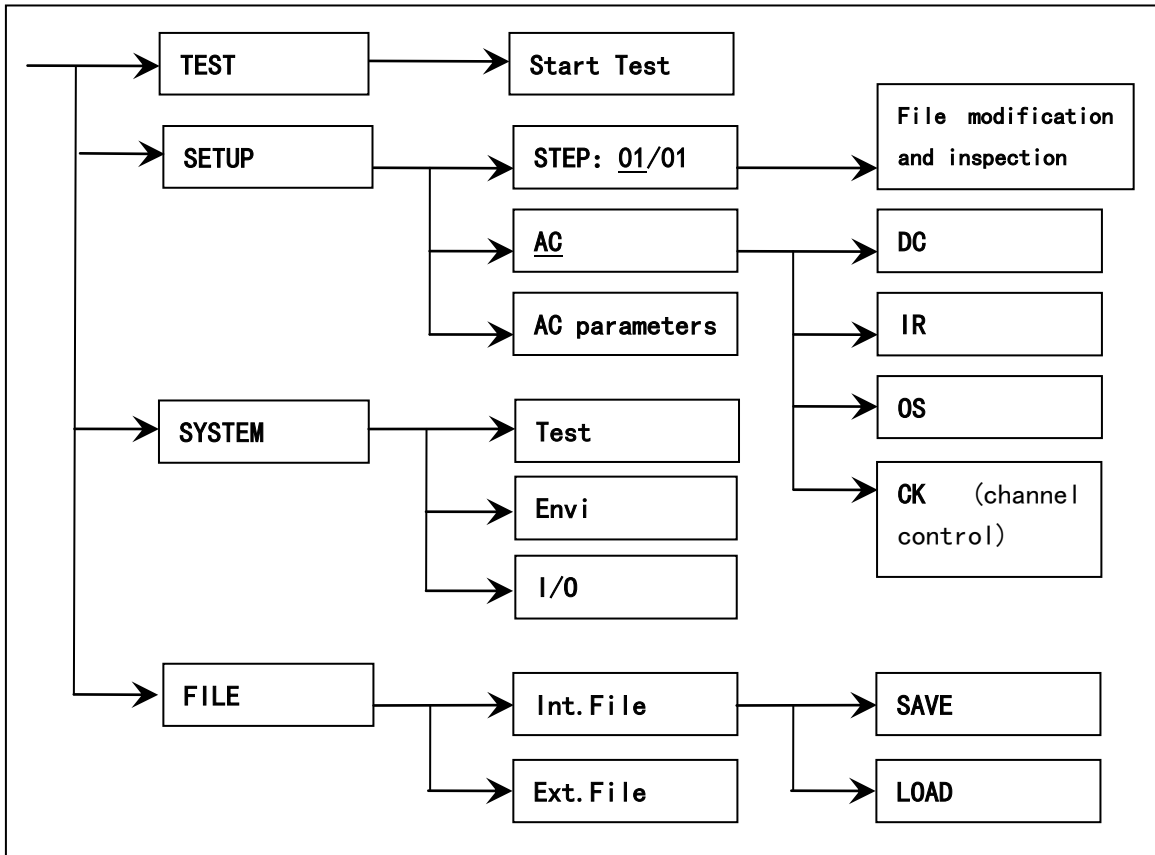 TEST
Start Test
SETUP
STEP: 01/01
File modification
and inspection
AC
DC
AC parameters
IR
OS
CK (channel
control)
SYSTEM
Test
Envi
I/O
FILE
Int.File
SAVE
Ext.File
LOAD